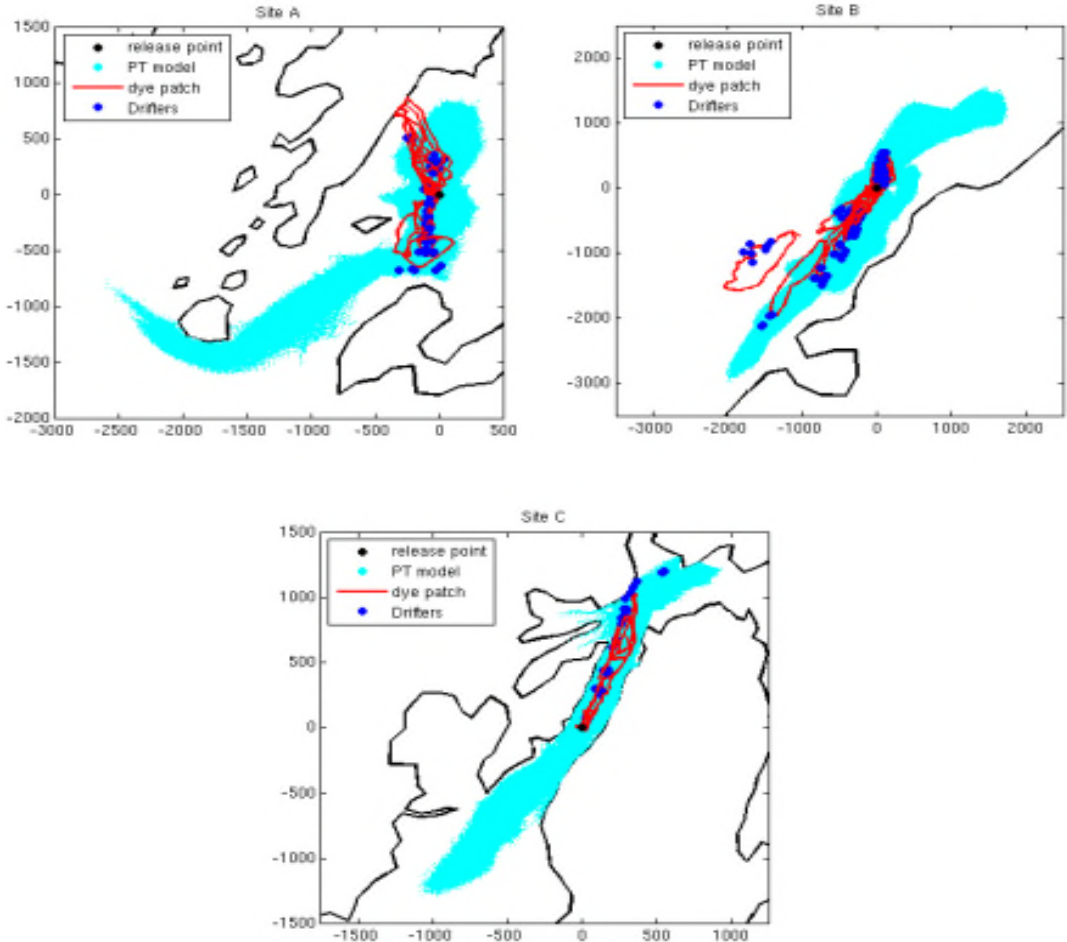 Site A
1500
1000
500
0
-500
-1000
-1500
-2000
-3000 -2500 -2000 -1500 -1000 -500 0 500
release point
PT model
dye patch
Drifters
Site B
2000
1000
0
-1000
-2000
-3000
-3000 -2000 -1000 0 1000 2000
release point
PT model
dye patch
Drifters
Site C
1500
1000
500
0
-500
-1000
-1500
-1500 -1000 -500 0 500 1000
release point
PT model
dye patch
Drifters